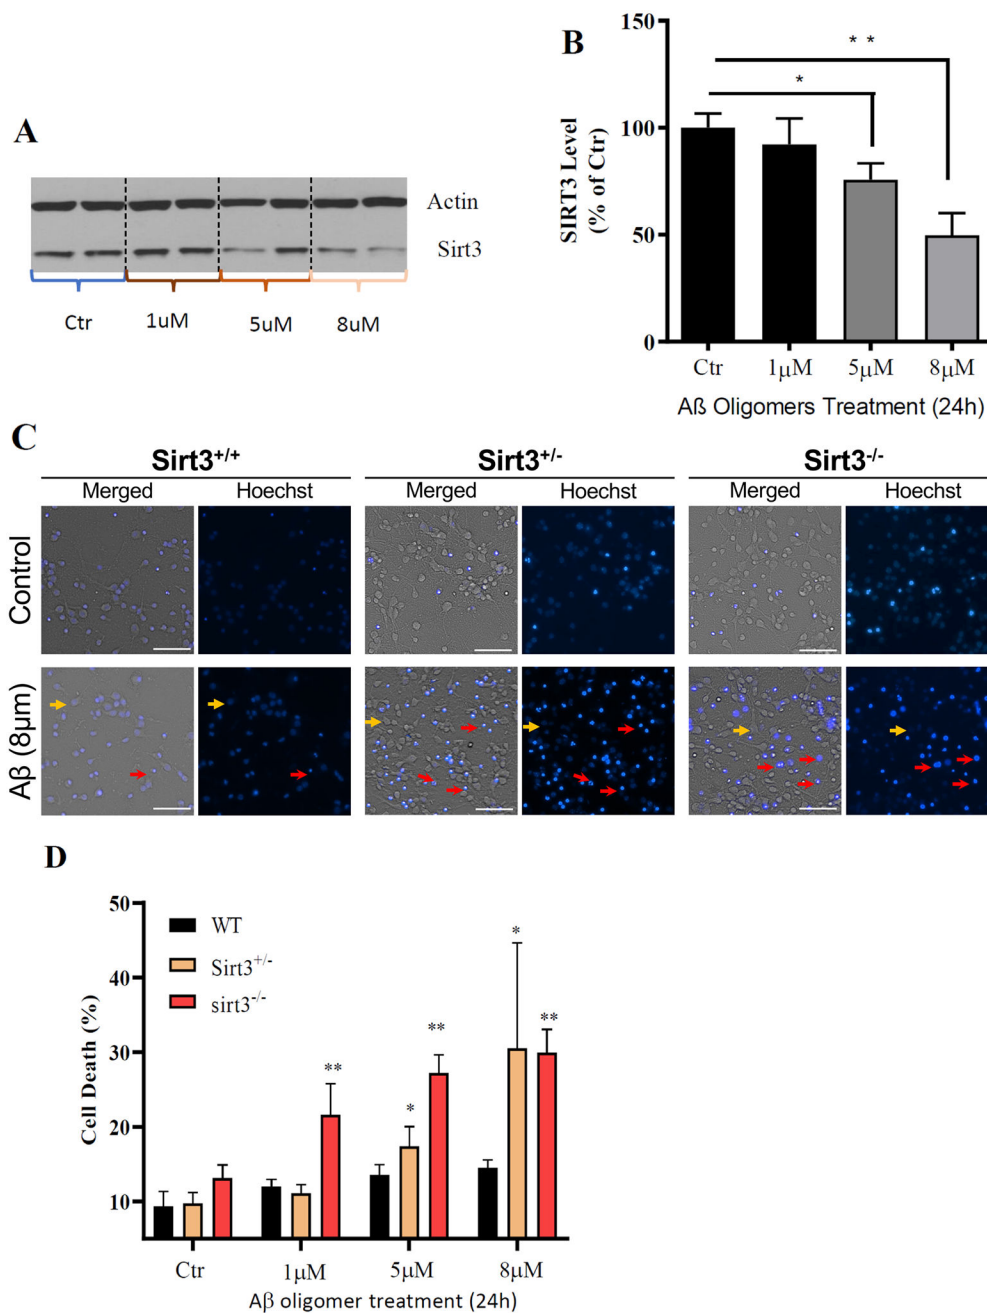 A
Actin
Sirt3
Ctr
1uM
5uM
8uM
B
SIRT3 Level
(% of Ctr)
150
100
50
0
*
* *
Ctr
1µM
5µM
8µM
Aß Oligomers Treatment (24h)
C
Sirt3+/+
Sirt3+/-
Sirt3-/-
Merged
Hoechst
Merged
Hoechst
Merged
Hoechst
Control
Aβ (8µm)
D
Cell Death (%)
50
40
30
20
10
WT
Sirt3+/-
sirt3-/-
**
*
**
*
**
Ctr
1µM
5µM
8µM
Aβ oligomer treatment (24h)